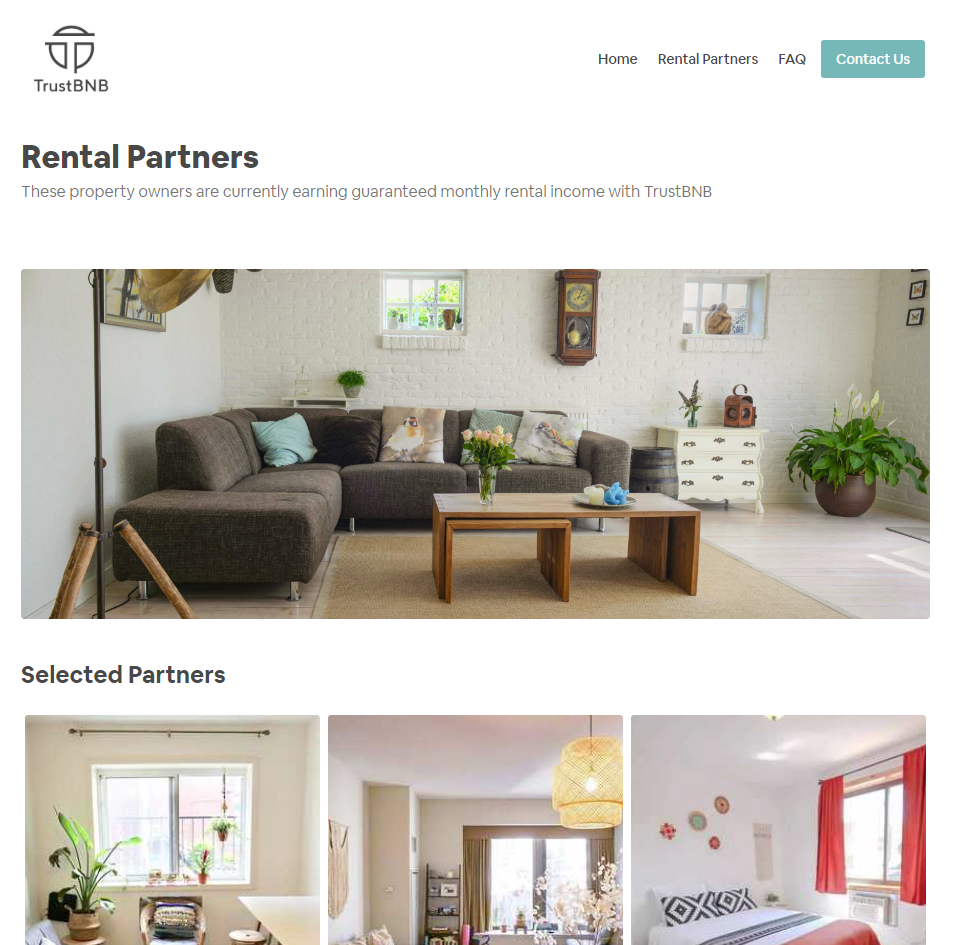 TrustBNB
Home
Rental Partners
FAQ
Contact Us
Rental Partners
These property owners are currently earning guaranteed monthly rental income with TrustBNB
Selected Partners